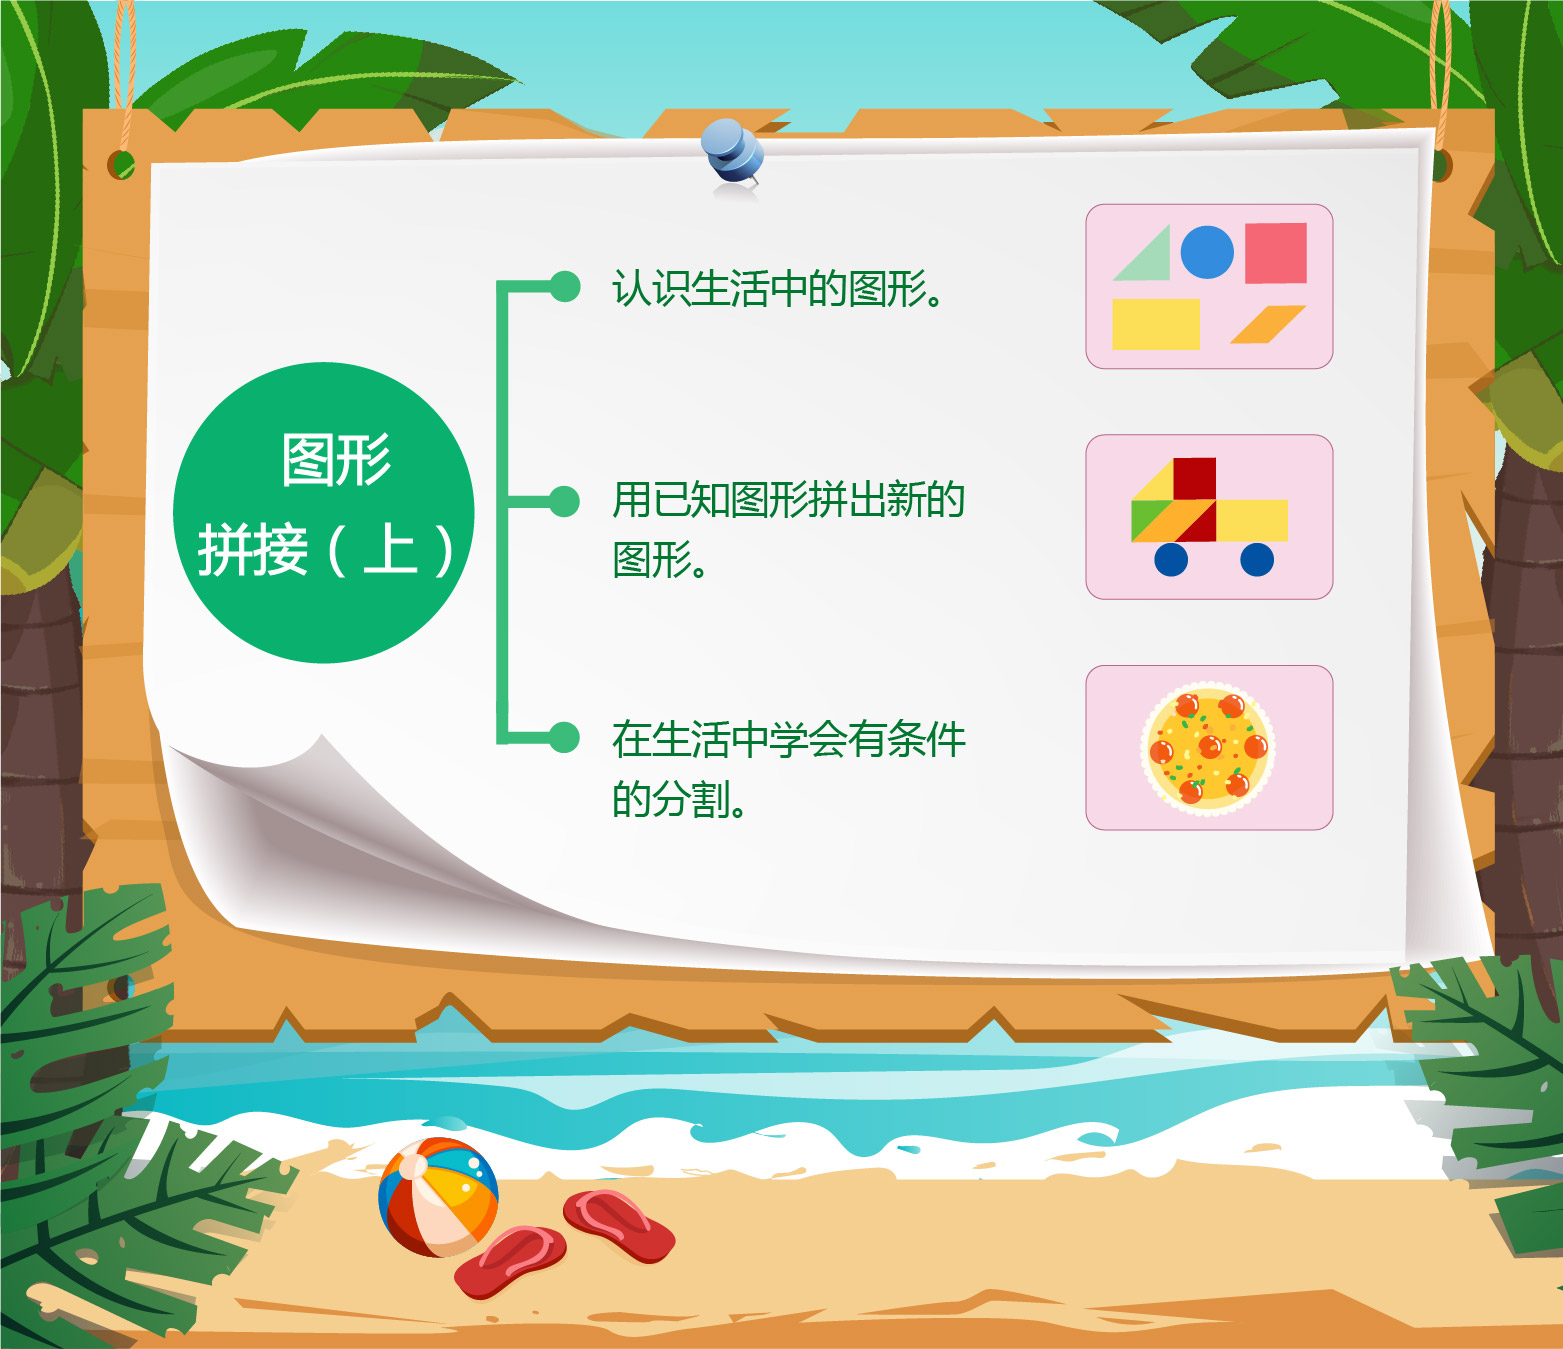 图形
拼接（上）
认识生活中的图形。
用已知图形拼出新的
图形。
在生活中学会有条件
的分割。